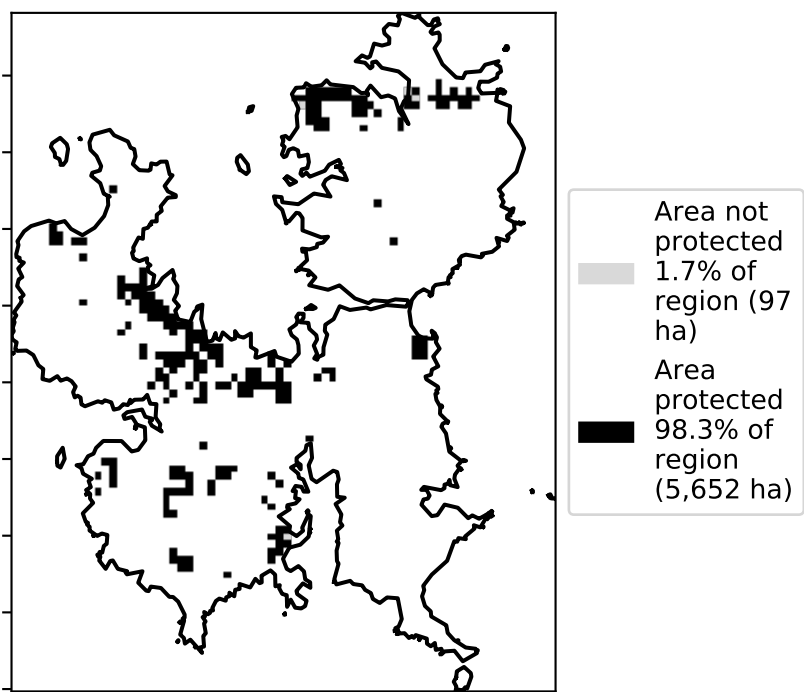 Area not
protected
1.7% of
region (97
ha)
Area
protected
98.3% of
region
(5,652 ha)